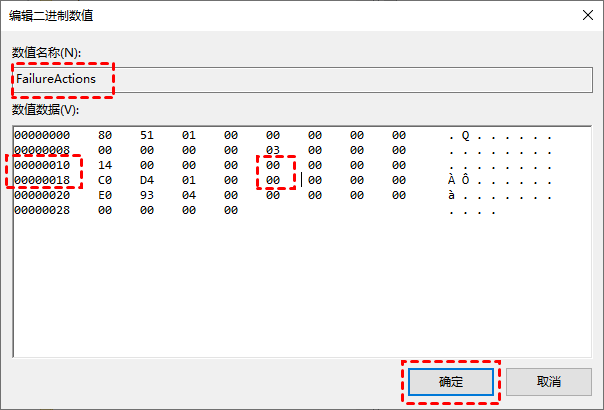 编辑二进制数值
数值名称(N):
FailureActions
数值数据(V):
00000000 80 51 01 00 00 00 00 00 . Q . . . . . .
00000008 00 00 00 00 03 00 00 00 . . . . . . . .
00000010 14 00 00 00 00 00 00 00 . . . . . . . .
00000018 C0 D4 01 00 00 00 00 00 À Ô . . . . . .
00000020 E0 93 04 00 00 00 00 00 à . . . . . . .
00000028 00 00 00 00 . . . .
确定 取消